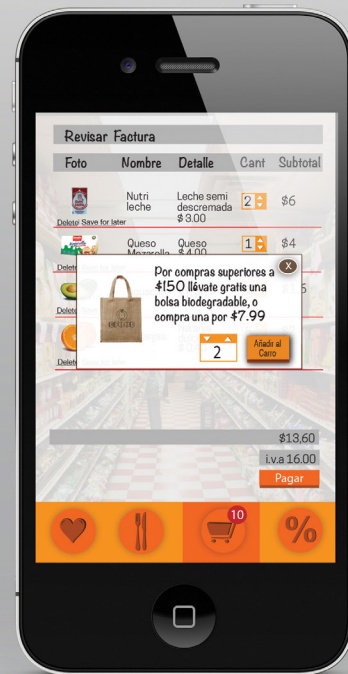 Revisar Factura
Foto Nombre Detalle Cant Subtotal
Nutri leche
Leche semi descremada $3.00
2
$6
Delete Save for later
Queso
Queso $4.00
1
$4
Por compras superiores a
$150 llévate gratis una
bolsa biodegradable, o
compra una por $7.99
X
2
Añadir al
Carro
$13,60
i.v.a 16.00
Pagar
10
%